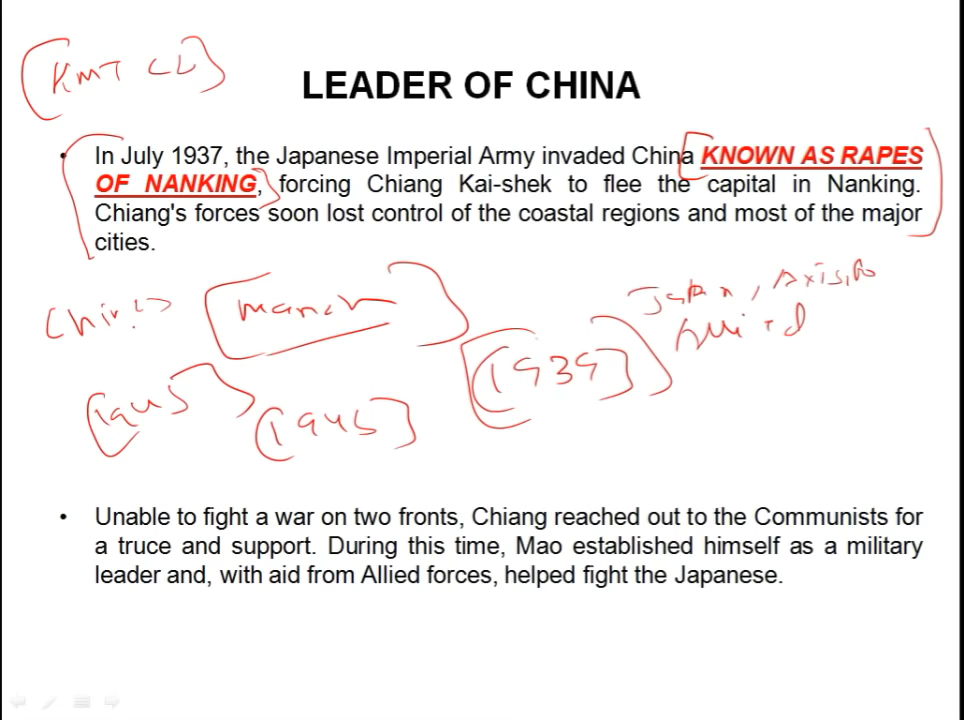 [KMT CL]
LEADER OF CHINA
• In July 1937, the Japanese Imperial Army invaded China KNOWN AS RAPES
OF NANKING, forcing Chiang Kai-shek to flee the capital in Nanking.
Chiang's forces soon lost control of the coastal regions and most of the major
cities.
Japan, Axis,
[1939]
[1945]
[1945]
• Unable to fight a war on two fronts, Chiang reached out to the Communists for
a truce and support. During this time, Mao established himself as a military
leader and, with aid from Allied forces, helped fight the Japanese.